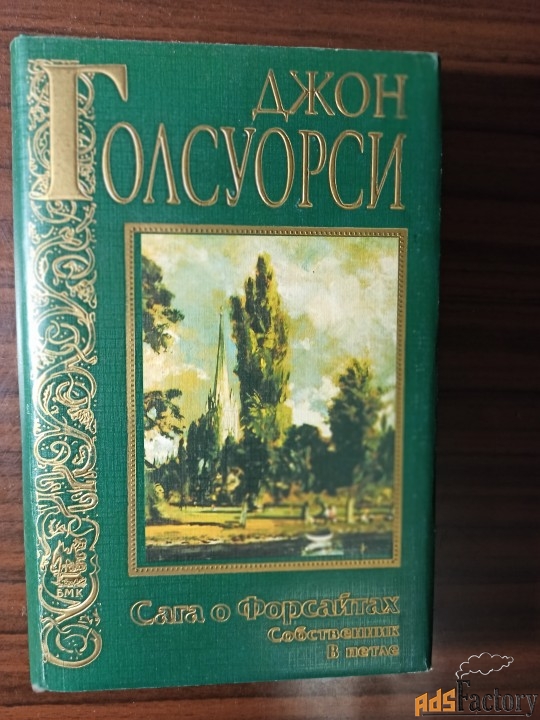 ДЖОН
ГОЛСУОРСИ
БМК
Сага о Форсайтах
Собственник
В петле
AdsFactory